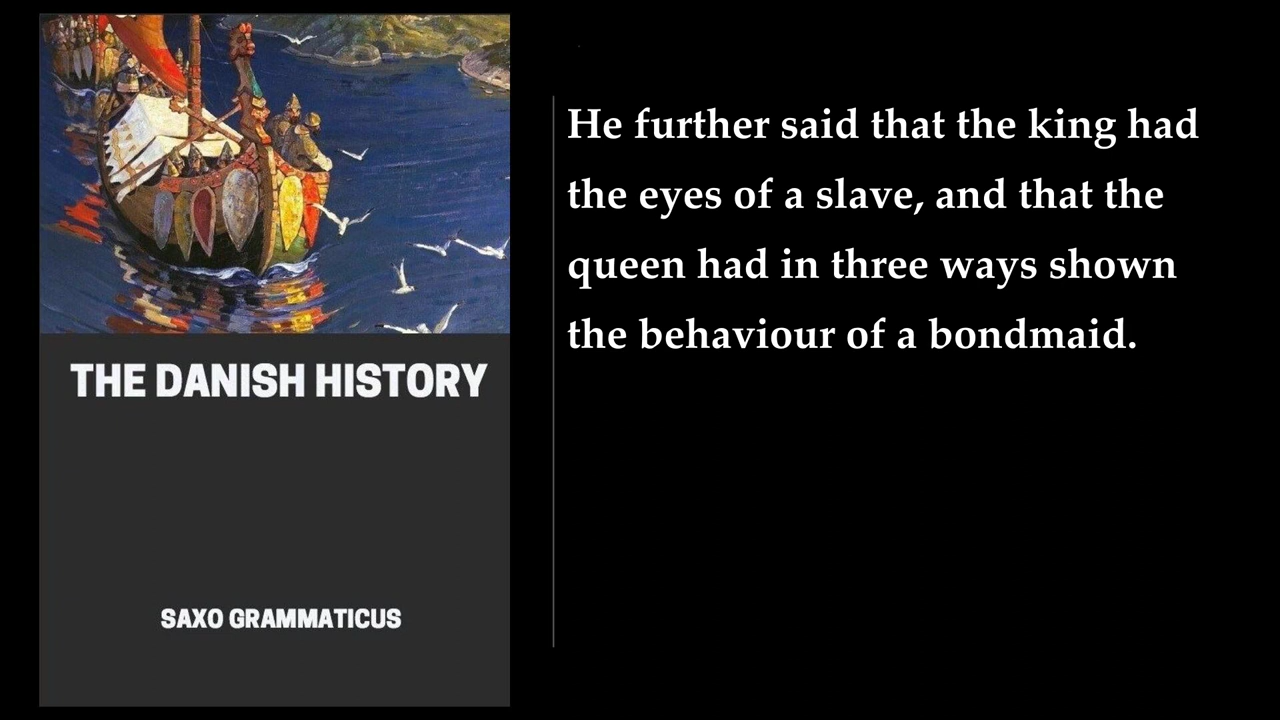 THE DANISH HISTORY
SAXO GRAMMATICUS
He further said that the king had
the eyes of a slave, and that the
queen had in three ways shown
the behaviour of a bondmaid.